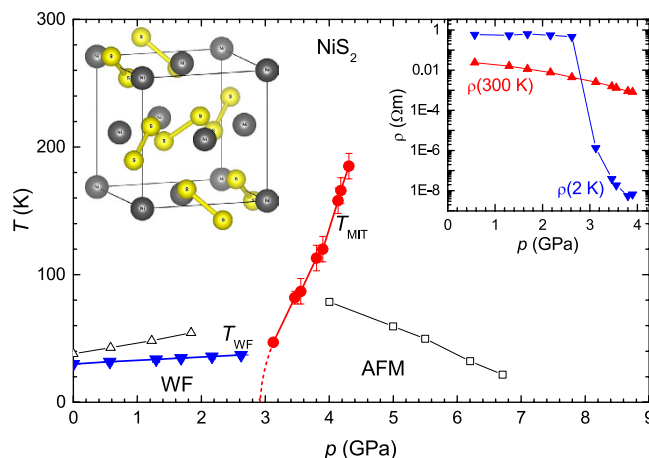 NiS2
300
200
100
0
T (K)
0 1 2 3 4 5 6 7 8 9
p (GPa)
TMIT
TWF
WF
AFM
1
0.01
1E-4
1E-6
1E-8
ρ (Ωm)
ρ(300 K)
ρ(2 K)
0 1 2 3 4
p (GPa)